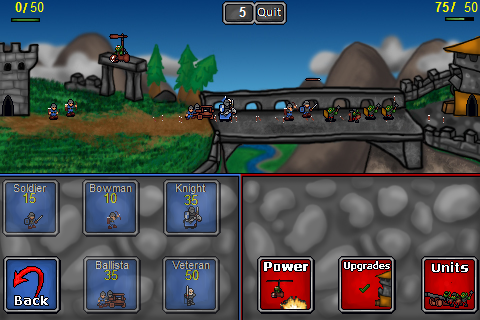 0/50
5
Quit
75/ 50
Soldier
15
Bowman
10
Knight
35
Back
Ballista
35
Veteran
50
Power
Upgrades
Units